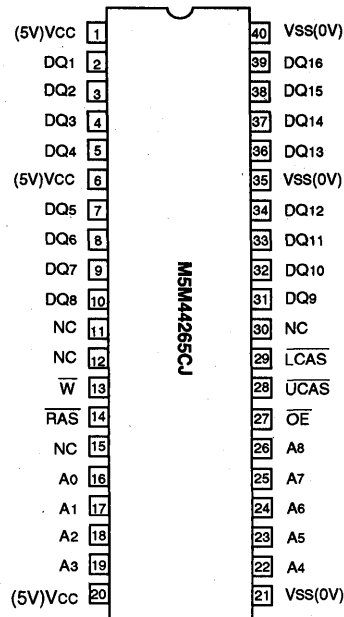 (5V)VCC 1 40 VSS(0V)
DQ1 2 39 DQ16
DQ2 3 38 DQ15
DQ3 4 37 DQ14
DQ4 5 36 DQ13
(5V)VCC 6 35 VSS(0V)
DQ5 7 34 DQ12
DQ6 8 33 DQ11
DQ7 9 32 DQ10
DQ8 10 31 DQ9
NC 11 30 NC
NC 12 29 L̅C̅A̅S̅
W̅ 13 28 U̅C̅A̅S̅
R̅A̅S̅ 14 27 O̅E̅
NC 15 26 A8
A0 16 25 A7
A1 17 24 A6
A2 18 23 A5
A3 19 22 A4
(5V)VCC 20 21 VSS(0V)
M5M44265CJ